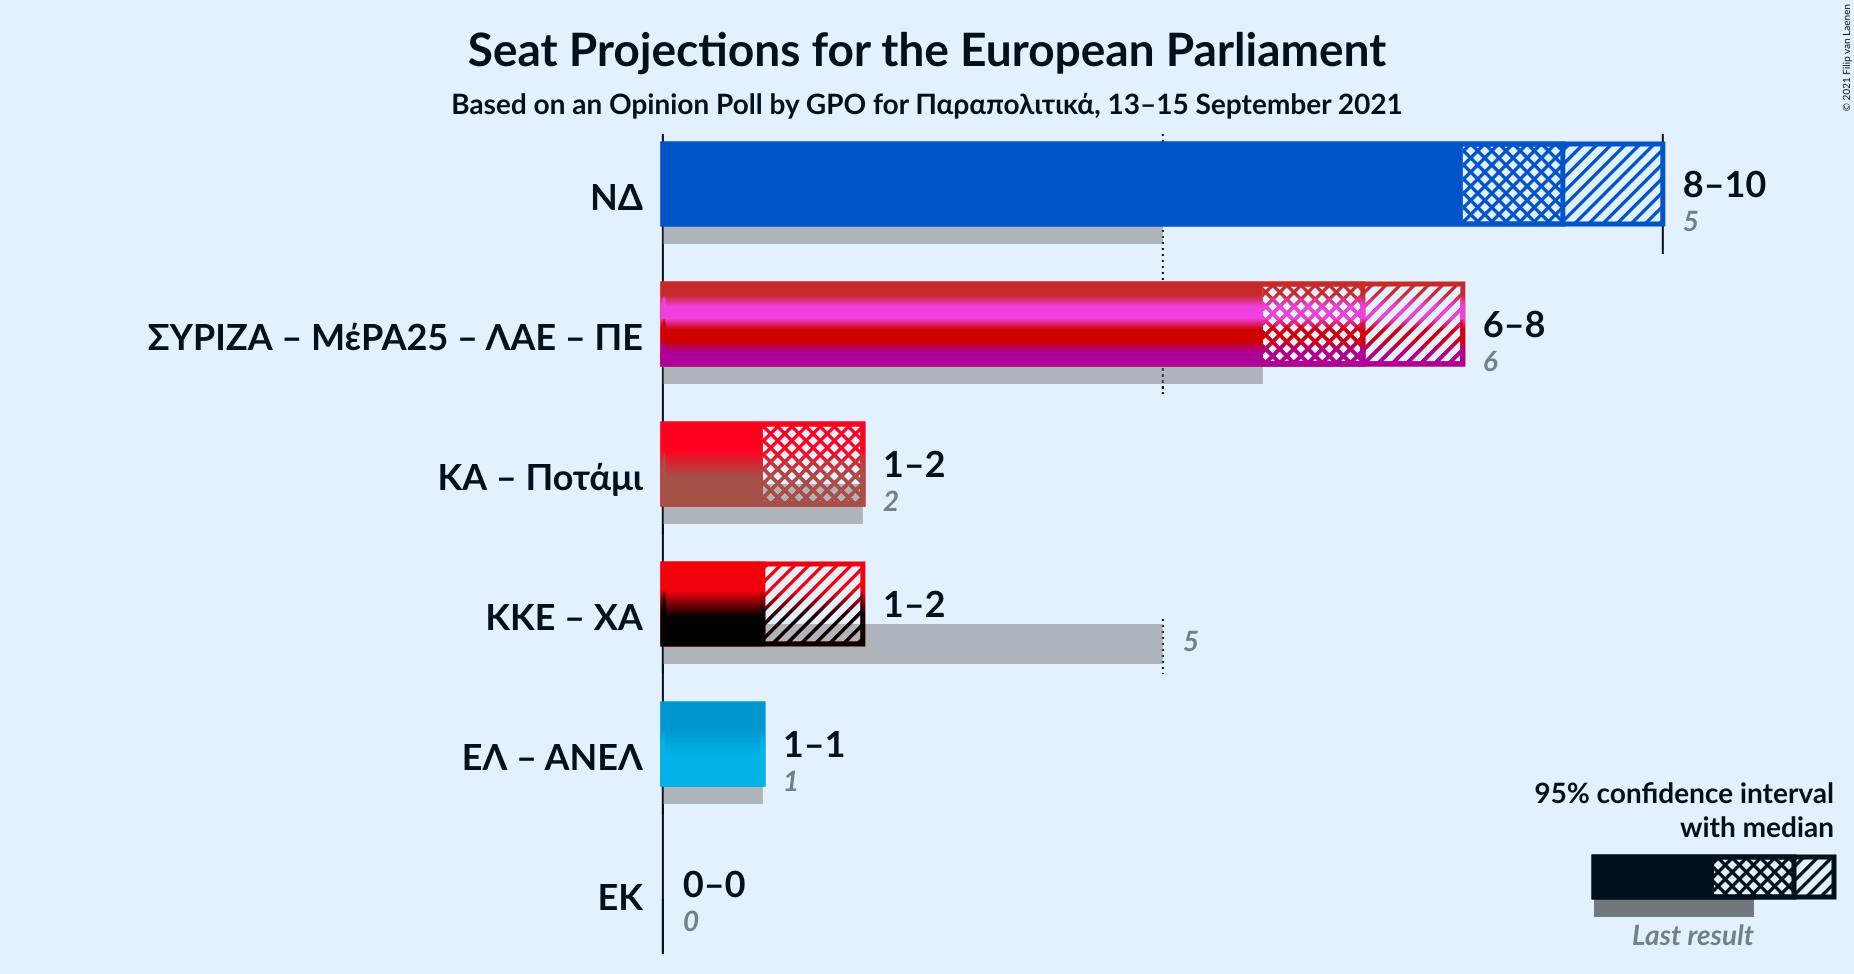 Seat Projections for the European Parliament
Based on an Opinion Poll by GPO for Παραπολιτικά, 13–15 September 2021
© 2021 Filip van Laenen
ΝΔ
8–10
5
ΣΥΡΙΖΑ – ΜέΡΑ25 – ΛΑΕ – ΠΕ
6–8
6
ΚΑ – Ποτάμι
1–2
2
ΚΚΕ – ΧΑ
1–2
5
ΕΛ – ΑΝΕΛ
1–1
1
ΕΚ
0–0
0
95% confidence interval
with median
Last result